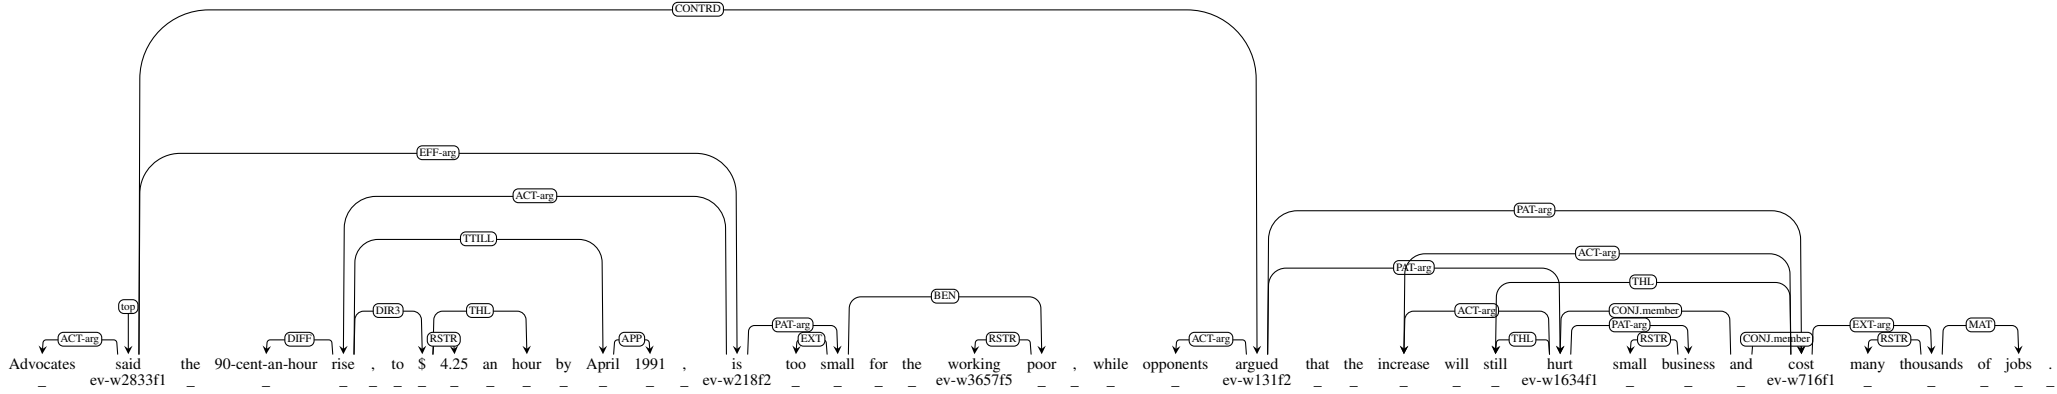 CONTRD
EFF-arg
ACT-arg
PAT-arg
TTILL
ACT-arg
PAT-arg
THL
BEN
top
DIR3 THL ACT-arg CONJ.member
PAT-arg PAT-arg EXT-arg MAT
ACT-arg DIFF RSTR APP EXT RSTR ACT-arg THL RSTR CONJ.member RSTR
Advocates said the 90-cent-an-hour rise , to $ 4.25 an hour by April 1991 , is too small for the working poor , while opponents argued that the increase will still hurt small business and cost many thousands of jobs .
_ ev-w2833f1 _ _ _ _ _ _ _ _ _ _ _ _ _ ev-w218f2 _ _ _ _ ev-w3657f5 _ _ _ _ ev-w131f2 _ _ _ _ _ ev-w1634f1 _ _ _ ev-w716f1 _ _ _ _ _